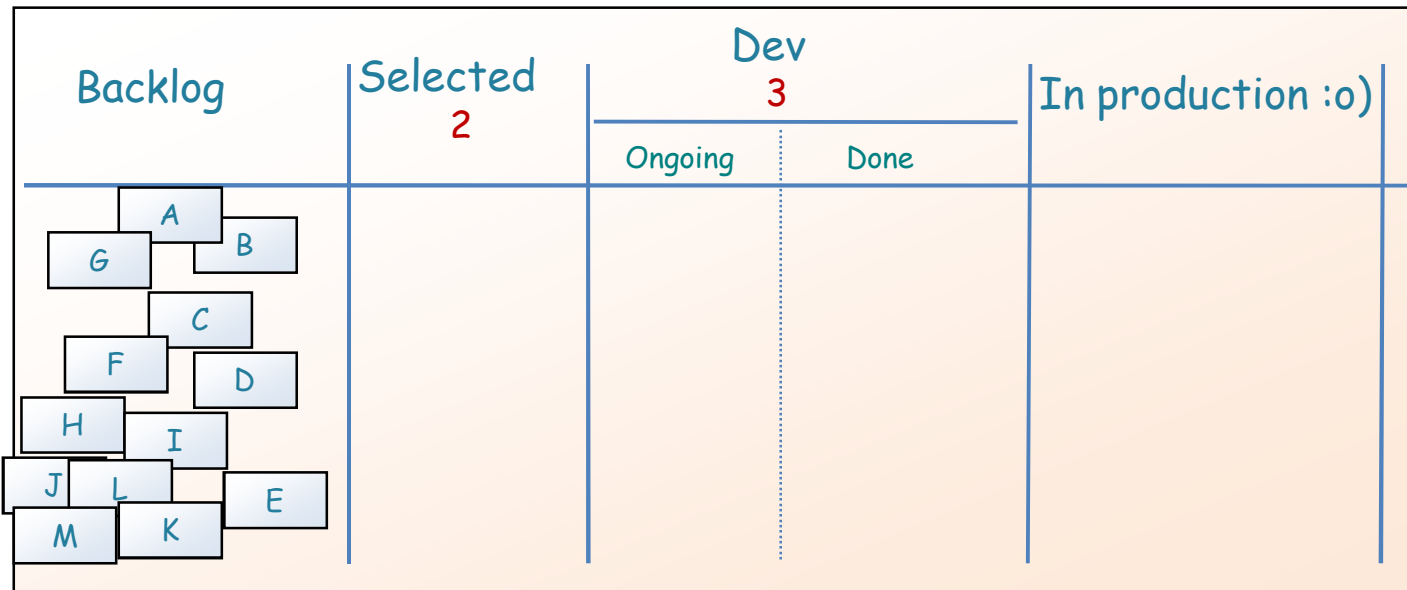 Backlog
Selected
2
Dev
3
Ongoing
Done
In production :o)
A
B
G
C
F
D
H
I
J
L
E
M
K